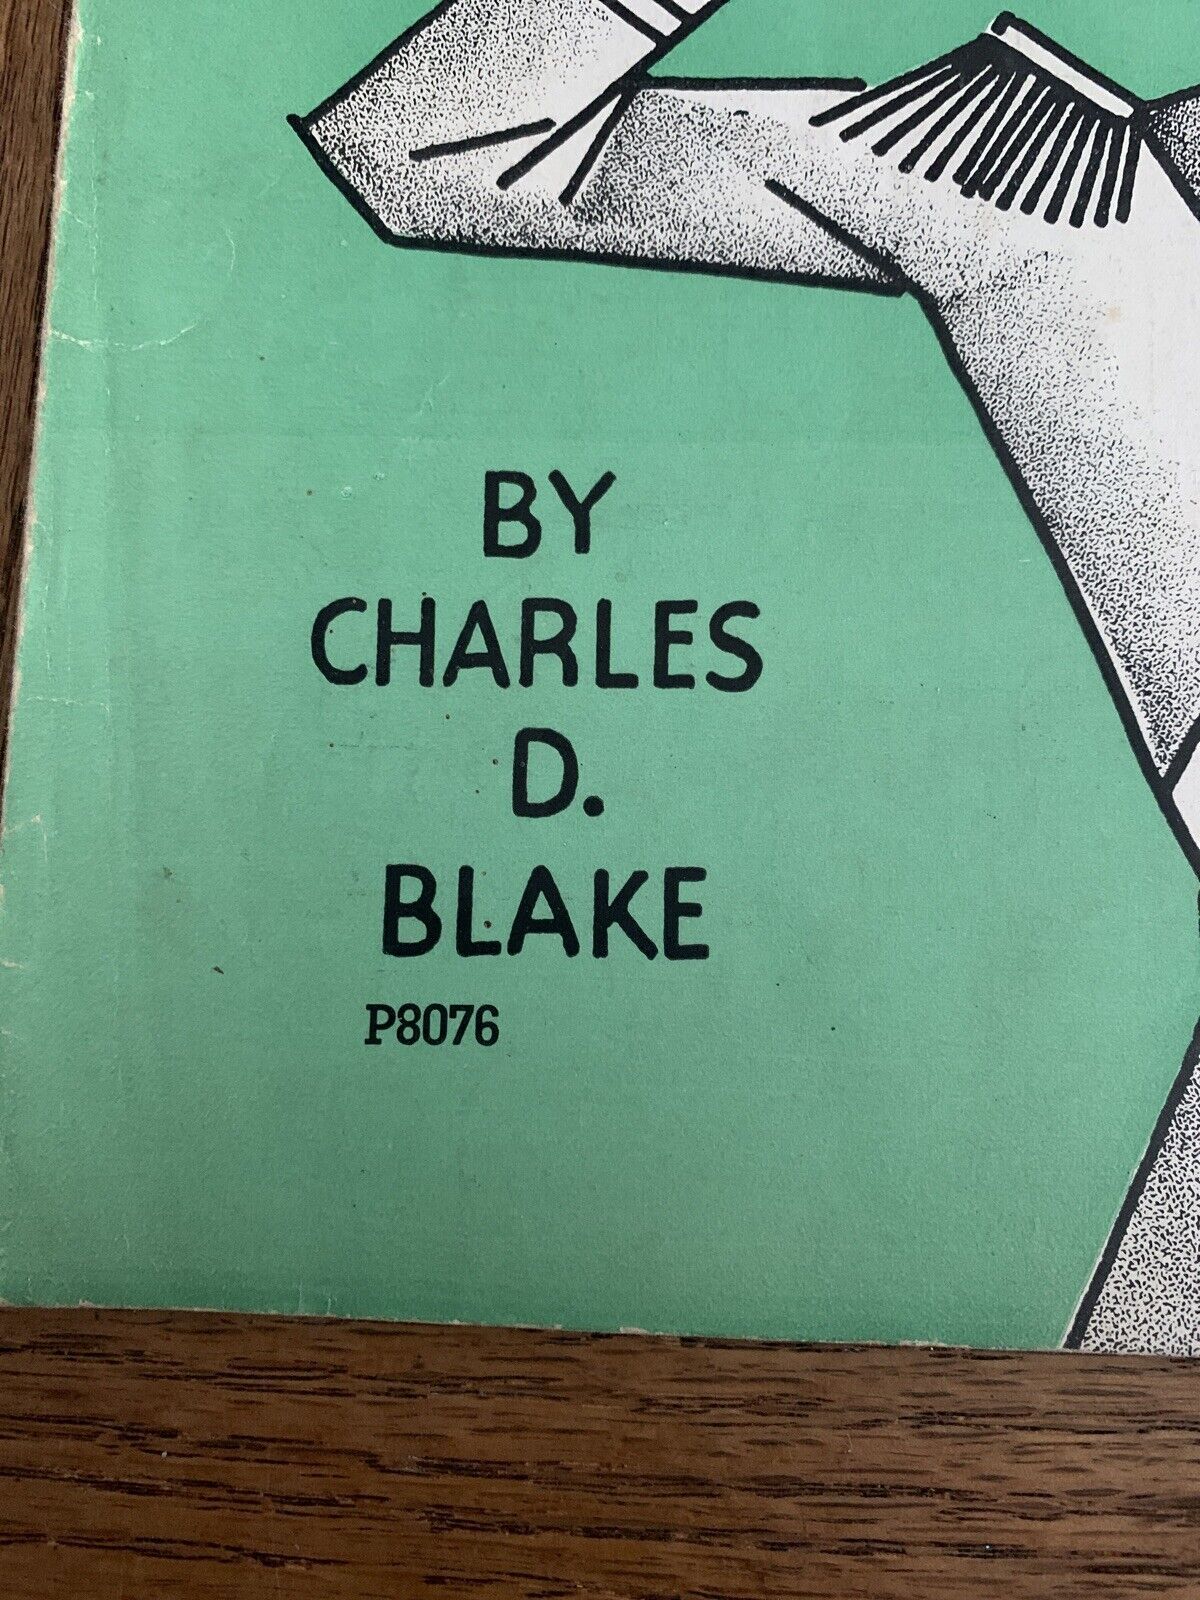 BY
CHARLES
D.
BLAKE
P8076